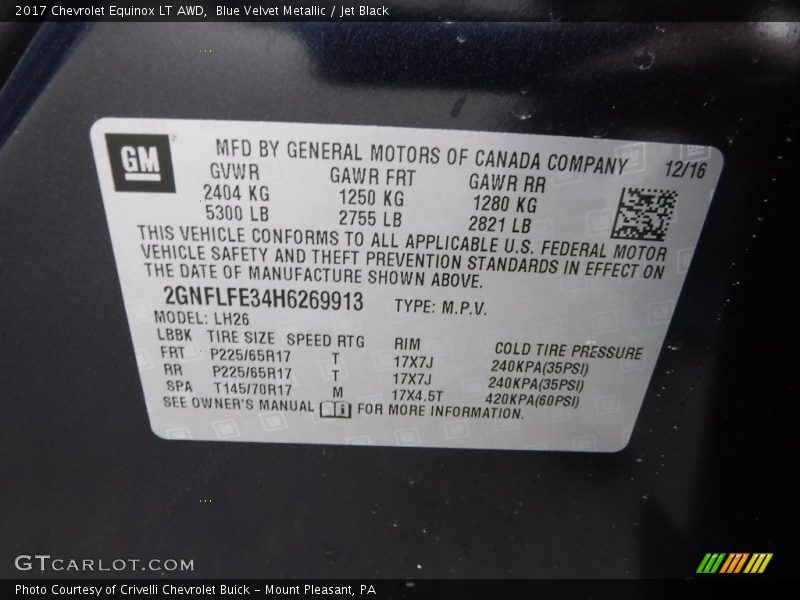 2017 Chevrolet Equinox LT AWD, Blue Velvet Metallic / Jet Black
GM
MFD BY GENERAL MOTORS OF CANADA COMPANY 12/16
GVWR GAWR FRT GAWR RR
2404 KG 1250 KG 1280 KG
5300 LB 2755 LB 2821 LB
THIS VEHICLE CONFORMS TO ALL APPLICABLE U.S. FEDERAL MOTOR
VEHICLE SAFETY AND THEFT PREVENTION STANDARDS IN EFFECT ON
THE DATE OF MANUFACTURE SHOWN ABOVE.
2GNFLFE34H6269913 TYPE: M.P.V.
MODEL: LH26
LBBK TIRE SIZE SPEED RTG RIM COLD TIRE PRESSURE
FRT P225/65R17 T 17X7J 240KPA(35PSI)
RR P225/65R17 T 17X7J 240KPA(35PSI)
SPA T145/70R17 M 17X4.5T 420KPA(60PSI)
SEE OWNER'S MANUAL FOR MORE INFORMATION.
GTCARLOT.COM
Photo Courtesy of Crivelli Chevrolet Buick - Mount Pleasant, PA